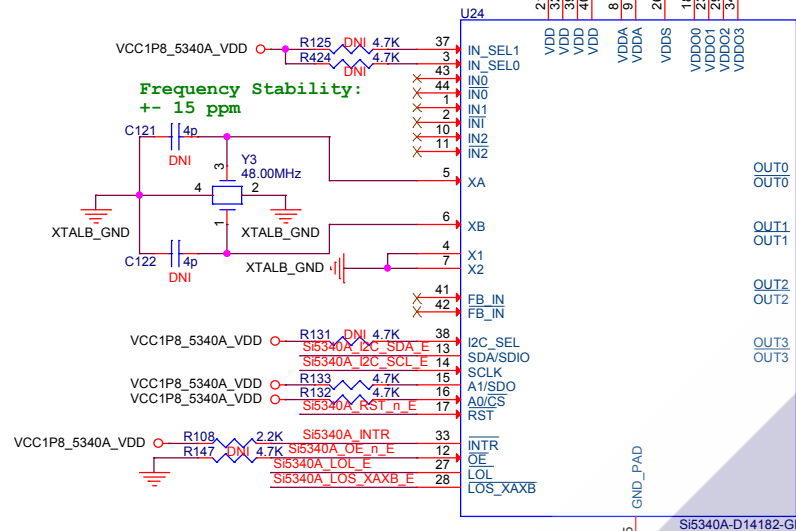 U24
VCC1P8_5340A_VDD
R125 DNI 4.7K 37 IN_SEL1
R424 DNI 4.7K 3 IN_SEL0
43 IN0
44 IN0
1 IN1
2 INI
10 IN2
11 IN2
Frequency Stability:
+- 15 ppm
C121 4p
DNI
Y3
48.00MHz
3
4 2
1
XTALB_GND
XTALB_GND
5 XA
6 XB
4 X1
7 X2
XTALB_GND
C122 4p
DNI
41 FB_IN
42 FB_IN
VCC1P8_5340A_VDD R131 DNI 4.7K 38 I2C_SEL
Si5340A_I2C_SDA_E 13 SDA/SDIO
Si5340A_I2C_SCL_E 14 SCLK
VCC1P8_5340A_VDD R133 4.7K 15 A1/SDO
VCC1P8_5340A_VDD R132 4.7K 16 A0/CS
Si5340A_RST_n_E 17 RST
VCC1P8_5340A_VDD R108 2.2K Si5340A_INTR 33 INTR
R147 DNI 4.7K Si5340A_OE_n_E 12 OE
Si5340A_LOL_E 27 LOL
Si5340A_LOS_XAXB_E 28 LOS_XAXB
VDD
VDD
VDD
VDD
8 VDDA
9 VDDA
VDDS
VDDO0
VDDO1
VDDO2
VDDO3
OUT0
OUT0
OUT1
OUT1
OUT2
OUT2
OUT3
OUT3
GND_PAD